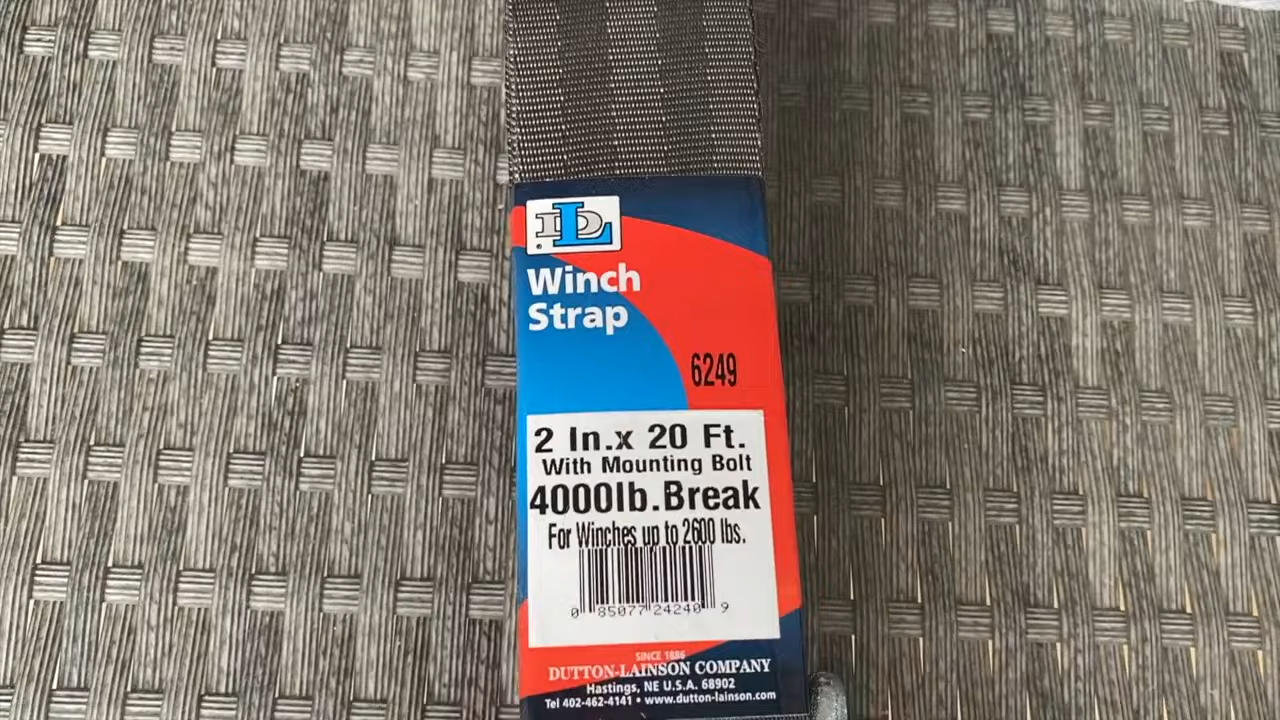 DL
Winch
Strap
6249
2 In.x 20 Ft.
With Mounting Bolt
4000lb.Break
For Winches up to 2600 lbs.
0 85077 24240 9
SINCE 1886
DUTTON-LAINSON COMPANY
Hastings, NE U.S.A. 68902
Tel 402-462-4141 • www.dutton-lainson.com